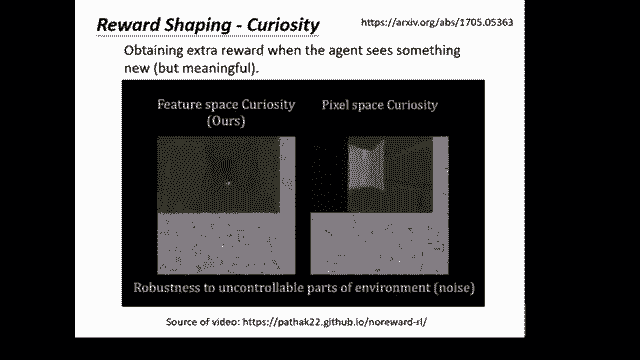 Reward Shaping - Curiosity
https://arxiv.org/abs/1705.05363
Obtaining extra reward when the agent sees something
new (but meaningful).
Feature space Curiosity
(Ours)
Pixel space Curiosity
Robustness to uncontrollable parts of environment (noise)
Source of video: https://pathak22.github.io/noreward-rl/